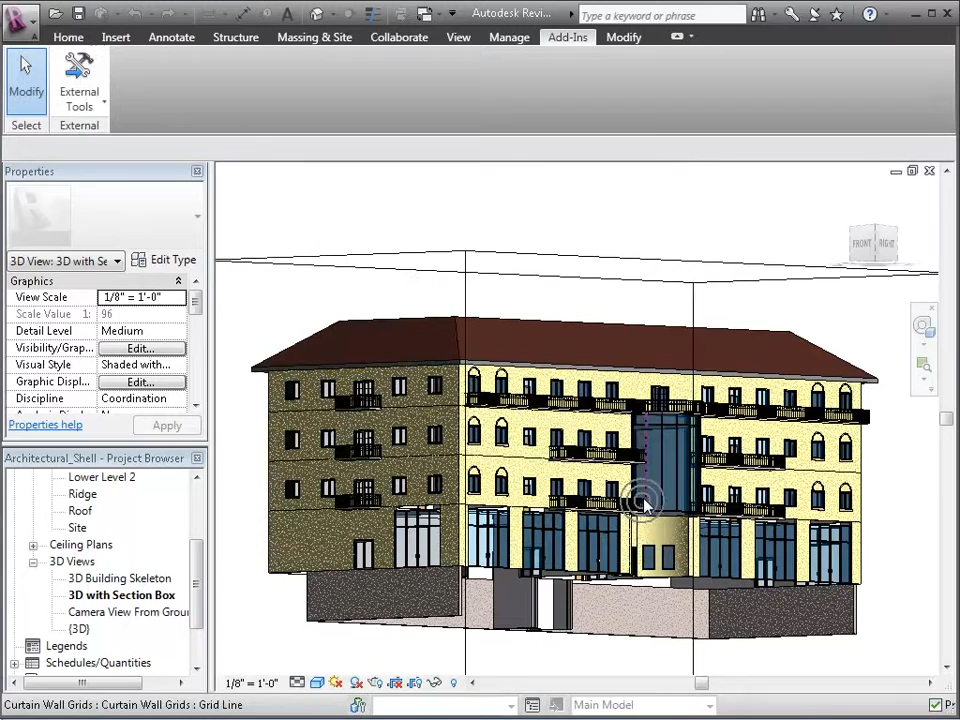 Autodesk Revi...
Type a keyword or phrase
Home Insert Annotate Structure Massing & Site Collaborate View Manage Add-Ins Modify
Modify
External
Tools
Select External
Properties
3D View: 3D with Se
Edit Type
Graphics
View Scale 1/8" = 1'-0"
Scale Value 1: 96
Detail Level Medium
Visibility/Grap... Edit...
Visual Style Shaded with...
Graphic Displ... Edit...
Discipline Coordination
Properties help Apply
Architectural_Shell - Project Browser
Lower Level 2
Ridge
Roof
Site
Ceiling Plans
3D Views
3D Building Skeleton
3D with Section Box
Camera View From Grou
{3D}
Legends
Schedules/Quantities
FRONT RIGHT
1/8" = 1'-0"
Curtain Wall Grids : Curtain Wall Grids : Grid Line
Main Model